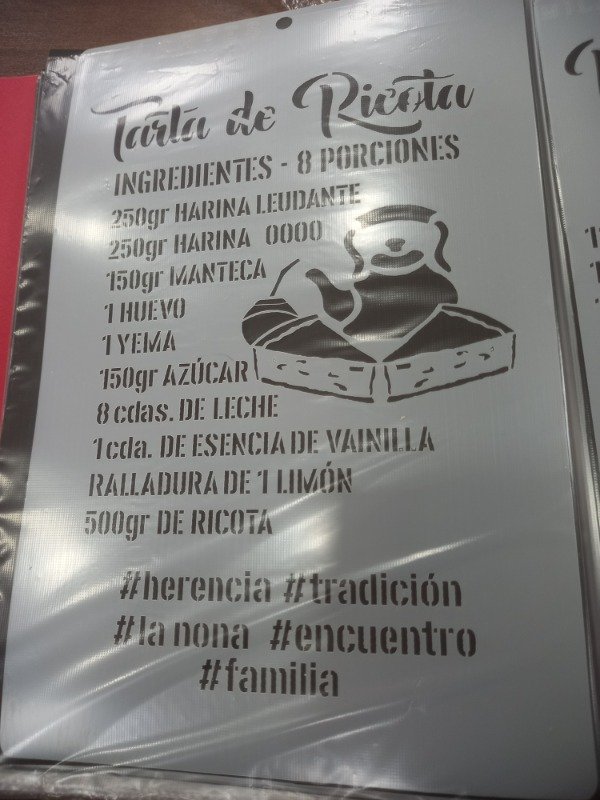 Tarta de Ricota
INGREDIENTES - 8 PORCIONES
250gr HARINA LEUDANTE
250gr HARINA 0000
150gr MANTECA
1 HUEVO
1 YEMA
150gr AZÚCAR
8 cdas. DE LECHE
1 cda. DE ESENCIA DE VAINILLA
RALLADURA DE 1 LIMÓN
500gr DE RICOTA
#herencia #tradición
#la nona #encuentro
#familia